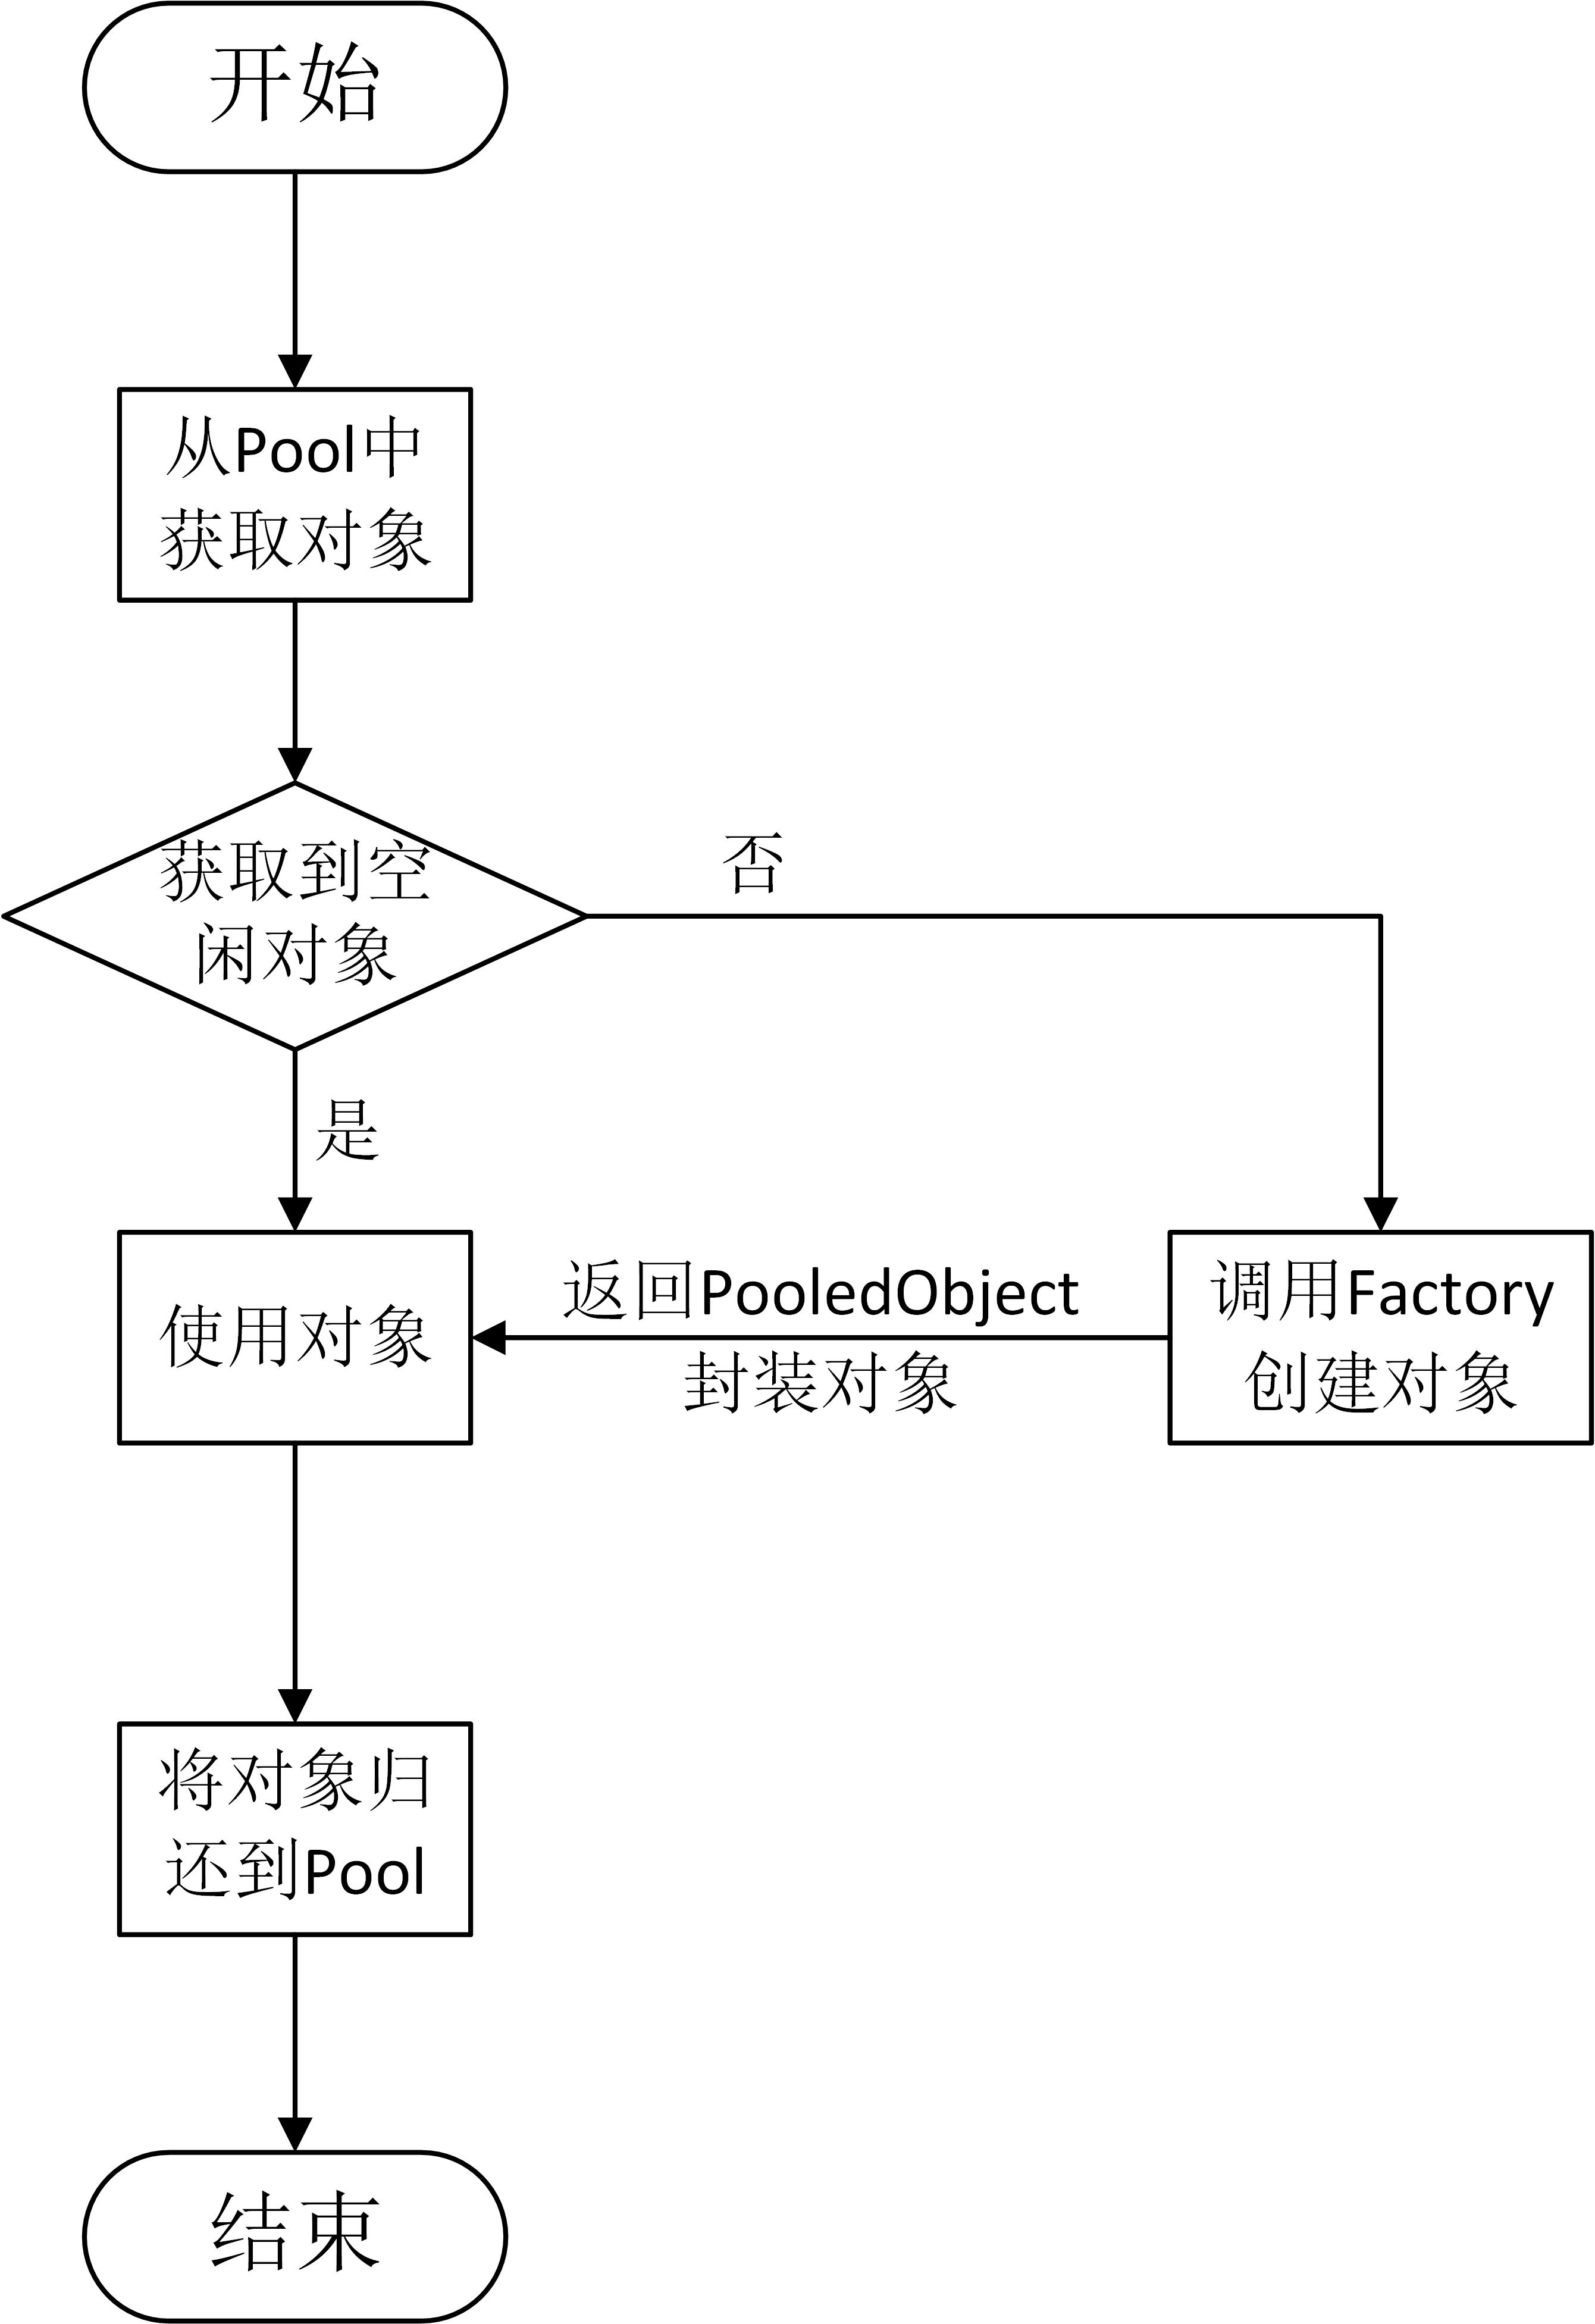 开始
从Pool中
获取对象
获取到空
闲对象
否
是
使用对象
返回PooledObject
封装对象
调用Factory
创建对象
将对象归
还到Pool
结束